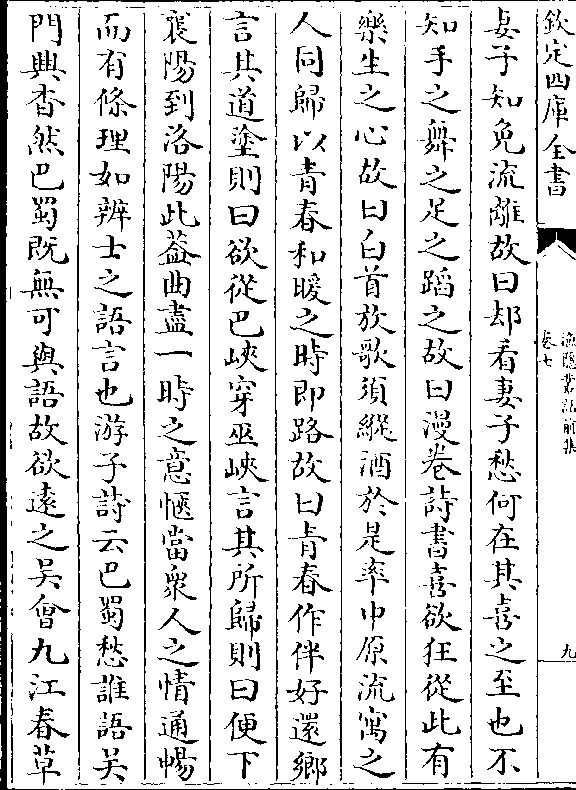 欽定四庫全書
漁隱叢話前集
卷七
九
妻子知免流離故曰却看妻子愁何在其喜之至也不
知手之舞之足之蹈之故曰漫卷詩書喜欲狂從此有
樂生之心故曰白首放歌須縱酒於是率中原流寓之
人同歸以青春和暖之時即路故曰青春作伴好還鄉
言其道塗則曰欲從巴峽穿巫峽言其所歸則曰便下
襄陽到洛陽此葢曲盡一時之意愜當衆人之情通暢
而有條理如辨士之語言也游子詩云巴蜀愁誰語吴
門興杳然巴蜀既無可與語故欲遠之吴會九江春草